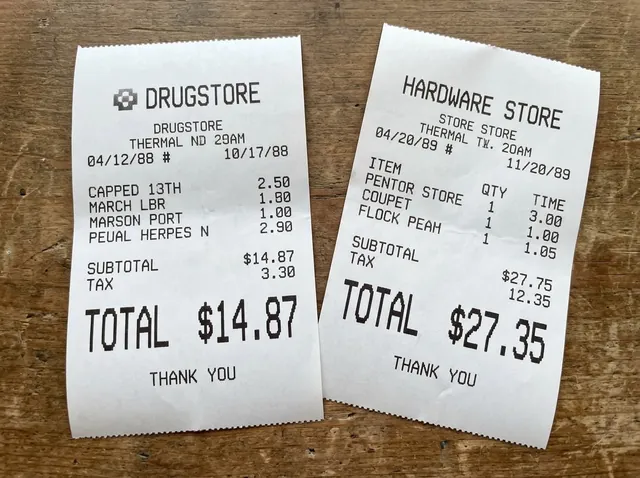 DRUGSTORE
DRUGSTORE
THERMAL ND 29AM
04/12/88 # 10/17/88
CAPPED 13TH 2.50
MARCH LBR 1.80
MARSON PORT 1.00
PEUAL HERPES N 2.90
SUBTOTAL $14.87
TAX 3.30
TOTAL $14.87
THANK YOU
HARDWARE STORE
STORE STORE
THERMAL TW. 20AM
04/20/89 # 11/20/89
ITEM QTY TIME
PENTOR STORE 1 3.00
COUPET 1 1.00
FLOCK PEAH 1 1.05
SUBTOTAL $27.75
TAX 12.35
TOTAL $27.35
THANK YOU